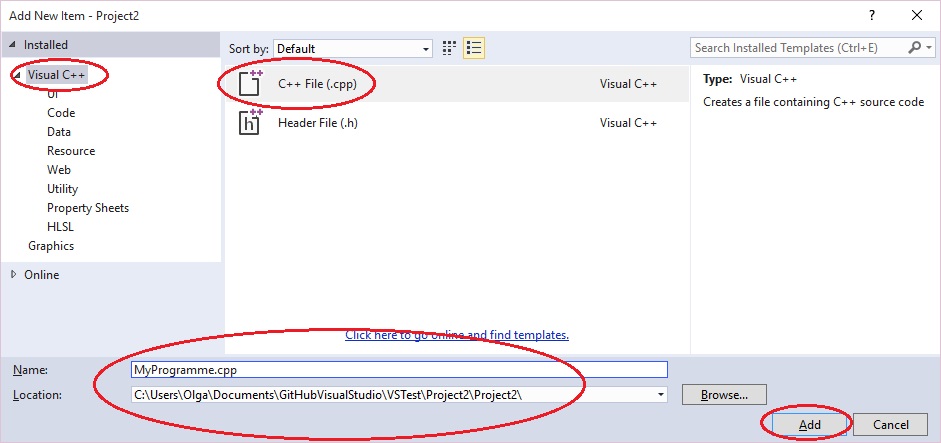 Add New Item - Project2
Installed
Sort by: Default
Search Installed Templates (Ctrl+E)
Visual C++
UI
Code
Data
Resource
Web
Utility
Property Sheets
HLSL
Graphics
Online
C++ File (.cpp) Visual C++
Header File (.h) Visual C++
Type: Visual C++
Creates a file containing C++ source code
Click here to go online and find templates.
Name: MyProgramme.cpp
Location: C:\Users\Olga\Documents\GitHubVisualStudio\VSTest\Project2\Project2\
Browse...
Add Cancel